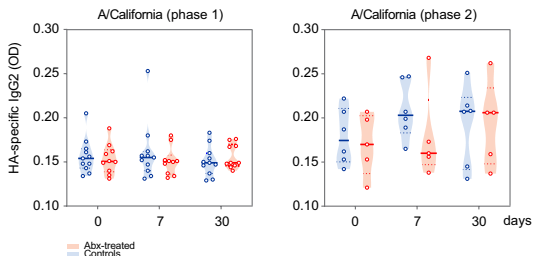 A/California (phase 1) A/California (phase 2)
HA-specific IgG2 (OD)
0.30 0.30
0.25 0.25
0.20 0.20
0.15 0.15
0.10 0.10
0 7 30 0 7 30 days
Abx-treated
Controls